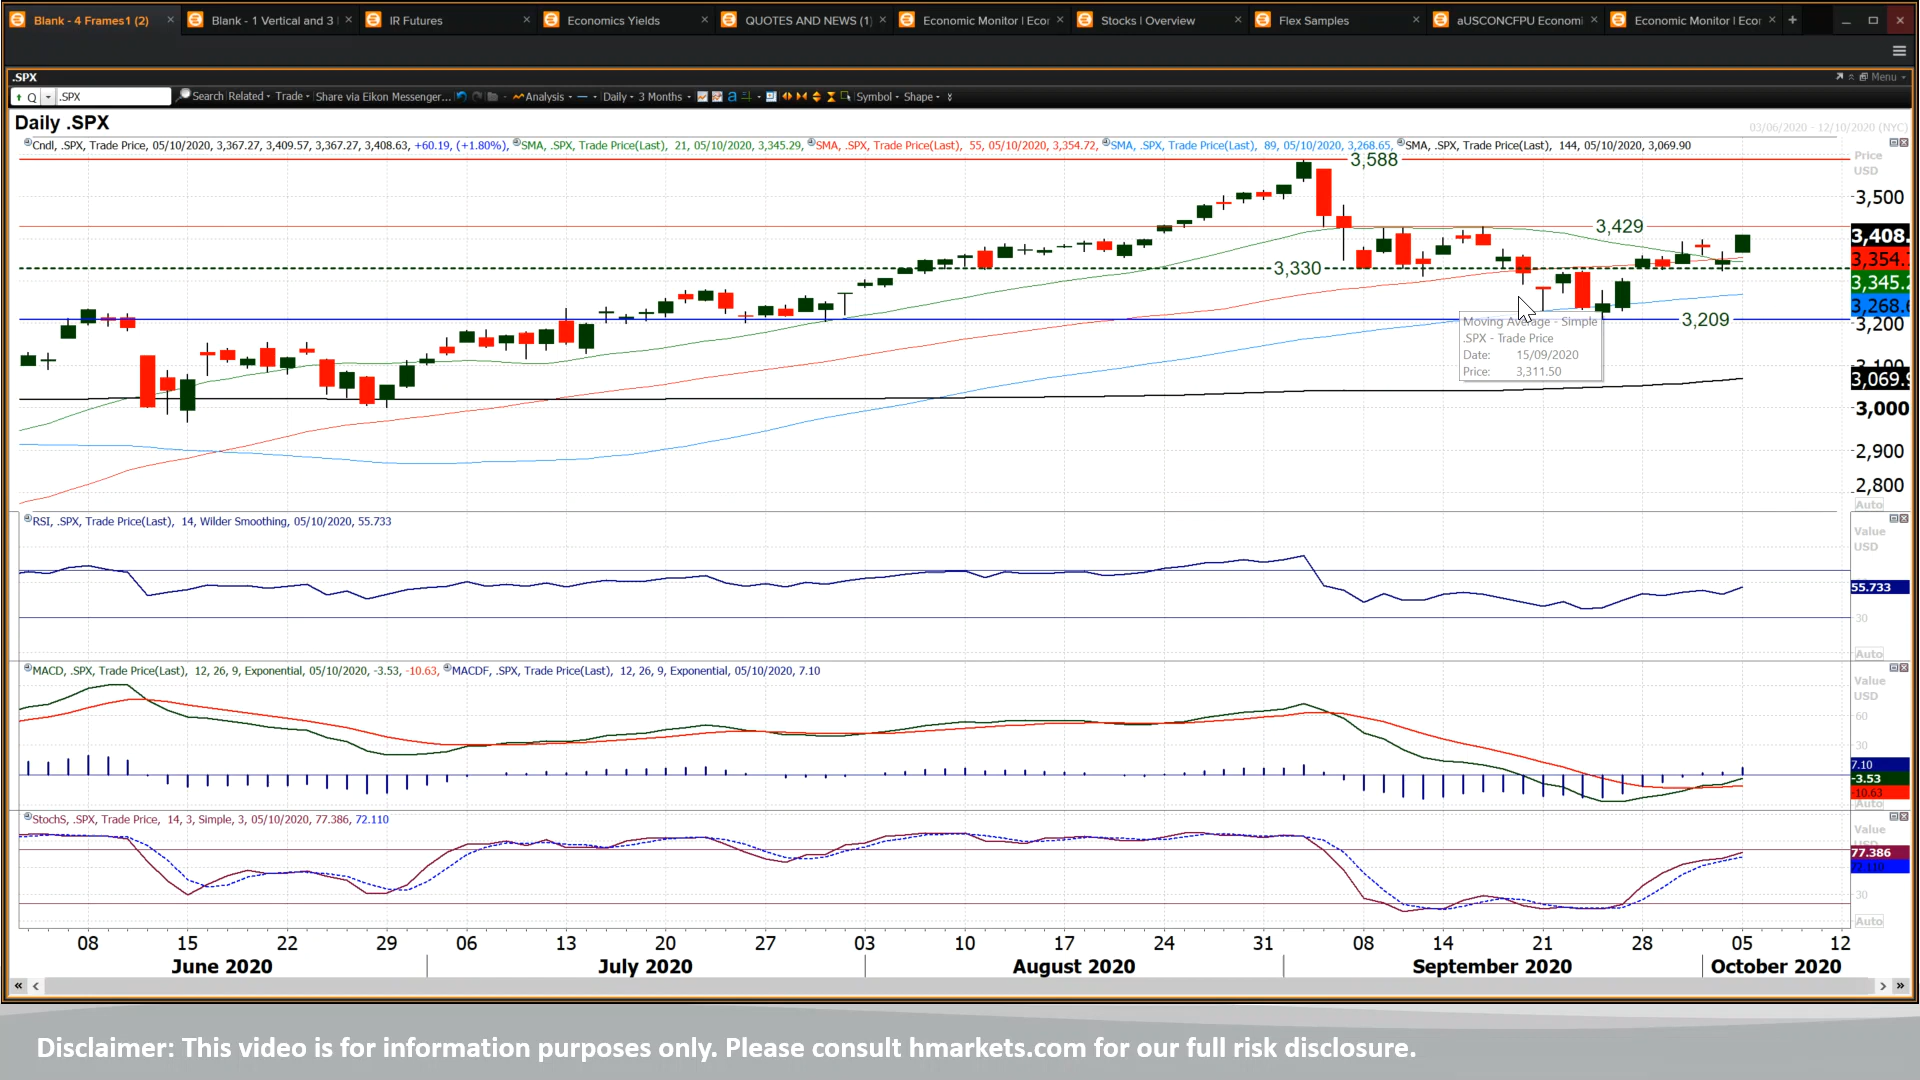 Blank - 4 Frames1 (2)
Blank - 1 Vertical and 3
IR Futures
Economics Yields
QUOTES AND NEWS (1)
Economic Monitor | Ecor
Stocks | Overview
Flex Samples
aUSCONCFPU Economi
Economic Monitor | Ecor
.SPX
Menu
Q
.SPX
Search
Related
Trade
Share via Eikon Messenger...
Analysis
Daily
3 Months
Symbol
Shape
Daily .SPX
03/06/2020 - 12/10/2020 (NYC)
Cndl, .SPX, Trade Price, 05/10/2020, 3,367.27, 3,409.57, 3,367.27, 3,408.63, +60.19, (+1.80%), SMA, .SPX, Trade Price(Last), 21, 05/10/2020, 3,345.29, SMA, .SPX, Trade Price(Last), 55, 05/10/2020, 3,354.72, SMA, .SPX, Trade Price(Last), 89, 05/10/2020, 3,268.65, SMA, .SPX, Trade Price(Last), 144, 05/10/2020, 3,069.90
Price
USD
3,588
3,500
3,429
3,408.
3,354.
3,330
3,345.2
3,268.6
3,209
3,200
Moving Average - Simple
.SPX - Trade Price
Date: 15/09/2020
Price: 3,311.50
3,100
3,069.9
3,000
2,900
2,800
Auto
RSI, .SPX, Trade Price(Last), 14, Wilder Smoothing, 05/10/2020, 55.733
Value
USD
55.733
30
Auto
MACD, .SPX, Trade Price(Last), 12, 26, 9, Exponential, 05/10/2020, -3.53, -10.63, MACDF, .SPX, Trade Price(Last), 12, 26, 9, Exponential, 05/10/2020, 7.10
Value
USD
60
30
7.10
-3.53
-10.63
Auto
StochS, .SPX, Trade Price, 14, 3, Simple, 3, 05/10/2020, 77.386, 72.110
Value
USD
77.386
72.110
30
Auto
08 15 22 29 06 13 20 27 03 10 17 24 31 08 14 21 28 05 12
June 2020 July 2020 August 2020 September 2020 October 2020
Disclaimer: This video is for information purposes only. Please consult hmarkets.com for our full risk disclosure.